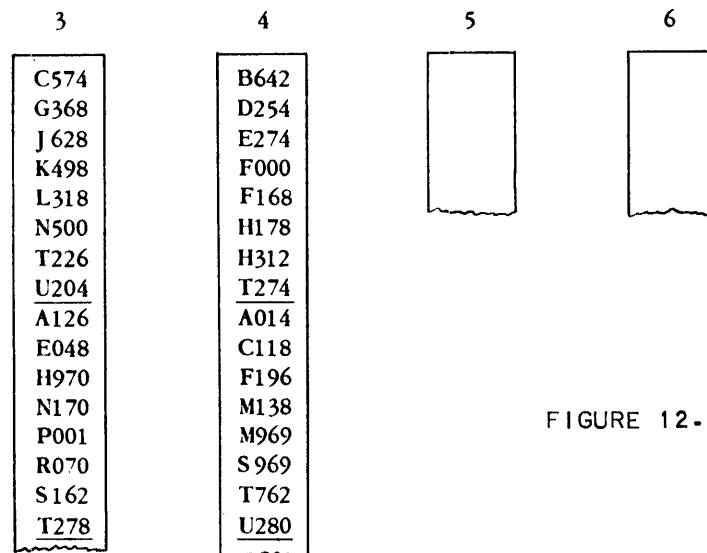 3 4 5 6
C574 B642
G368 D254
J628 E274
K498 F000
L318 F168
N500 H178
T226 H312
U204 T274
A126 A014
E048 C118
H970 F196
N170 M138
P001 M969
R070 S969
S162 T762
T278 U280
FIGURE 12-